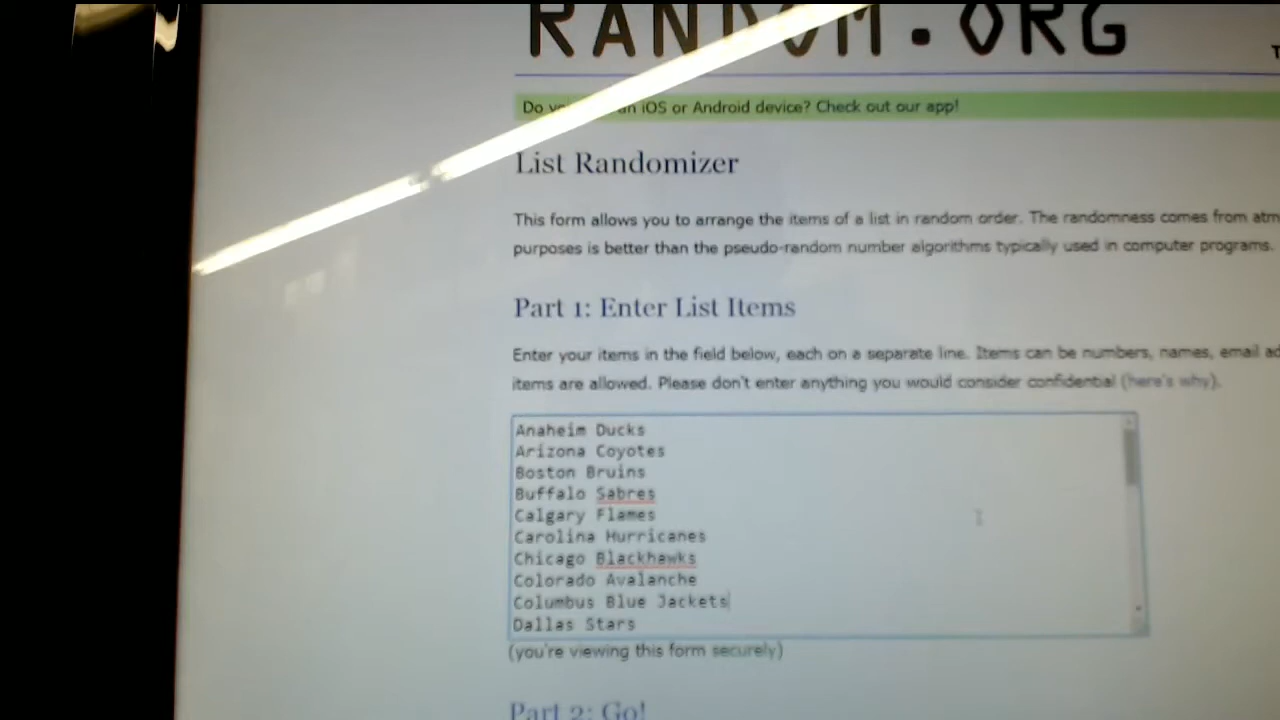 RANDOM.ORG
T
Do an iOS or Android device? Check out our app!
List Randomizer
This form allows you to arrange the items of a list in random order. The randomness comes from atm
purposes is better than the pseudo-random number algorithms typically used in computer programs.
Part 1: Enter List Items
Enter your items in the field below, each on a separate line. Items can be numbers, names, email ad
items are allowed. Please don't enter anything you would consider confidential (here's why).
Anaheim Ducks
Arizona Coyotes
Boston Bruins
Buffalo Sabres
Calgary Flames
Carolina Hurricanes
Chicago Blackhawks
Colorado Avalanche
Columbus Blue Jackets
Dallas Stars
(you're viewing this form securely)
Part 2: Go!